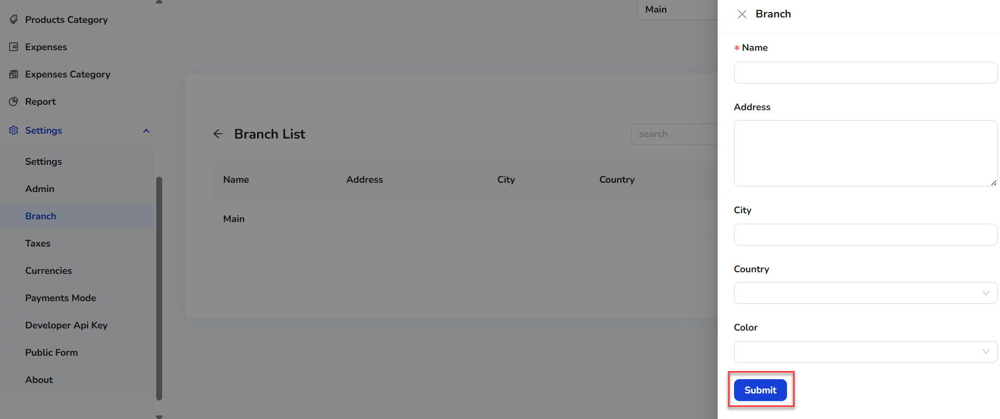 Products Category
Expenses
Expenses Category
Report
Settings
Settings
Admin
Branch
Taxes
Currencies
Payments Mode
Developer Api Key
Public Form
About
Main
Branch List
search
Name Address City Country
Main
Branch
* Name
Address
City
Country
Color
Submit